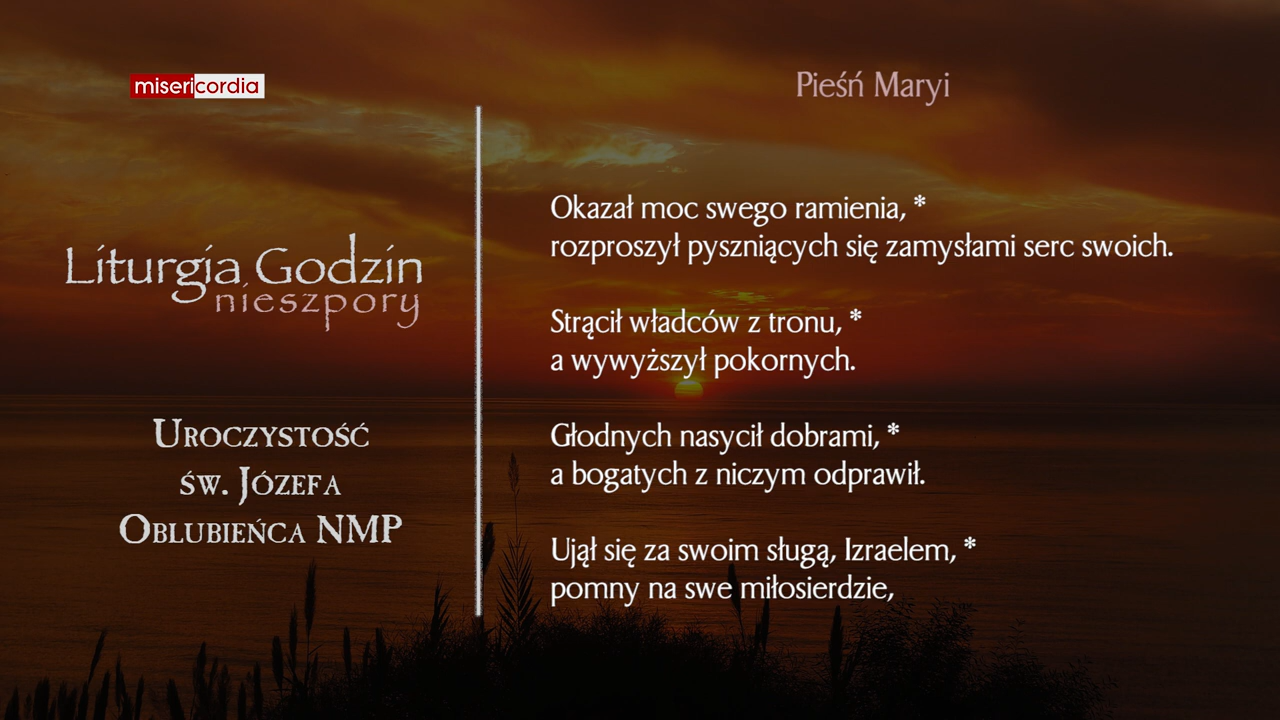 misericordia
Liturgia Godzin
nieszpory
Uroczystość
św. Józefa
Oblubieńca NMP
Pieśń Maryi
Okazał moc swego ramienia, *
rozproszył pyszniących się zamysłami serc swoich.
Strącił władców z tronu, *
a wywyższył pokornych.
Głodnych nasycił dobrami, *
a bogatych z niczym odprawił.
Ujął się za swoim sługą, Izraelem, *
pomny na swe miłosierdzie,